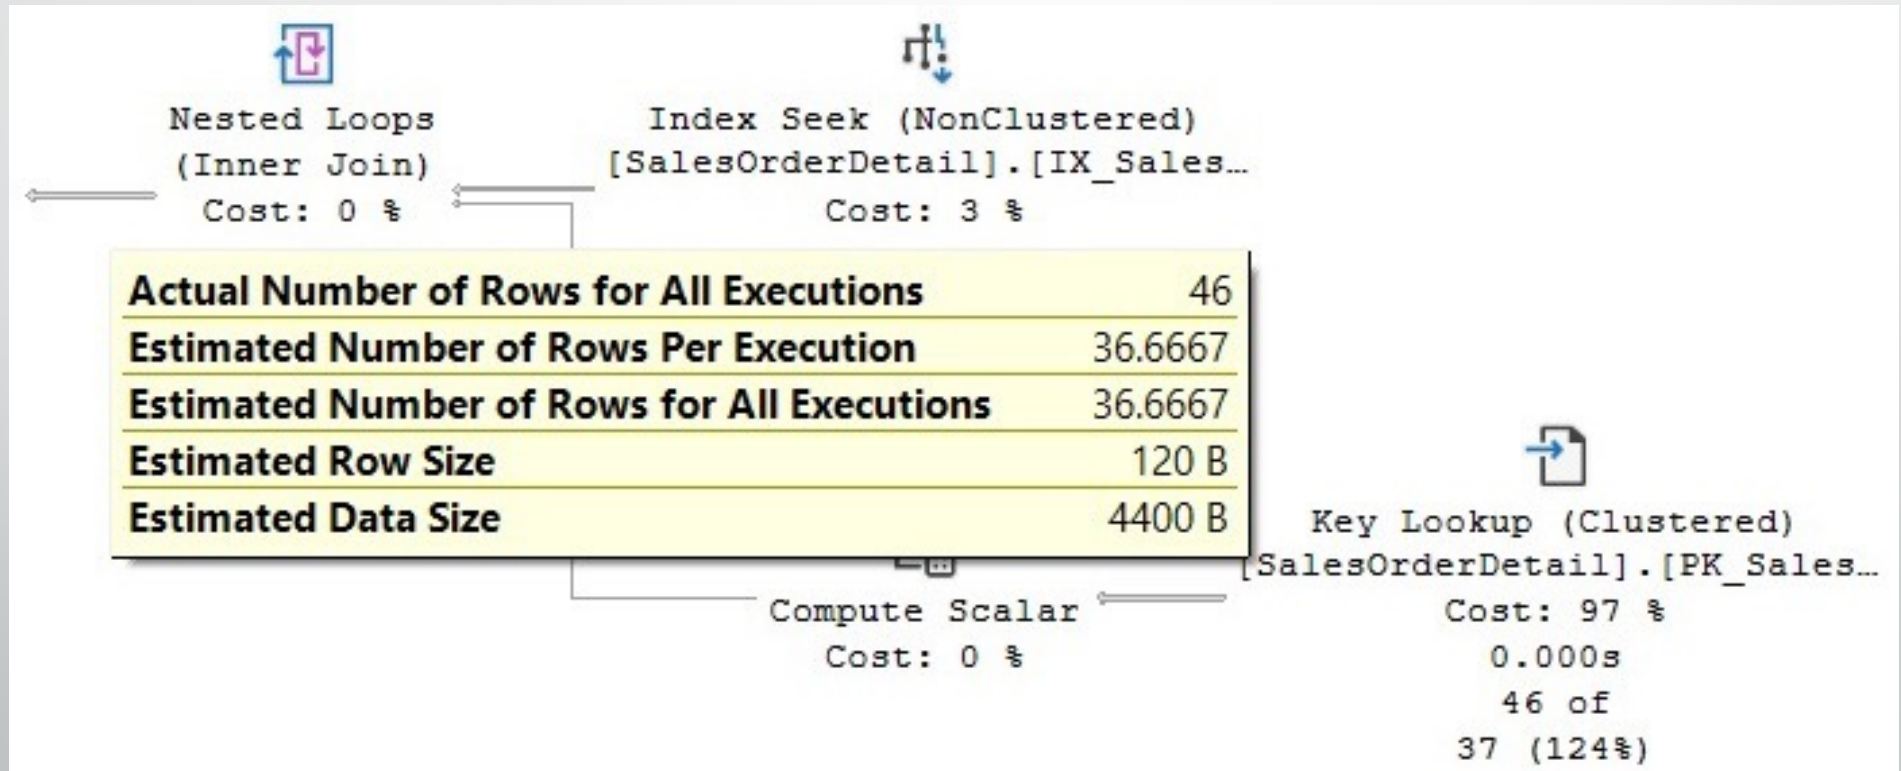 Nested Loops
(Inner Join)
Cost: 0 %
Index Seek (NonClustered)
[SalesOrderDetail].[IX_Sales…
Cost: 3 %
Actual Number of Rows for All Executions 46
Estimated Number of Rows Per Execution 36.6667
Estimated Number of Rows for All Executions 36.6667
Estimated Row Size 120 B
Estimated Data Size 4400 B
Compute Scalar
Cost: 0 %
Key Lookup (Clustered)
[SalesOrderDetail].[PK_Sales…
Cost: 97 %
0.000s
46 of
37 (124%)